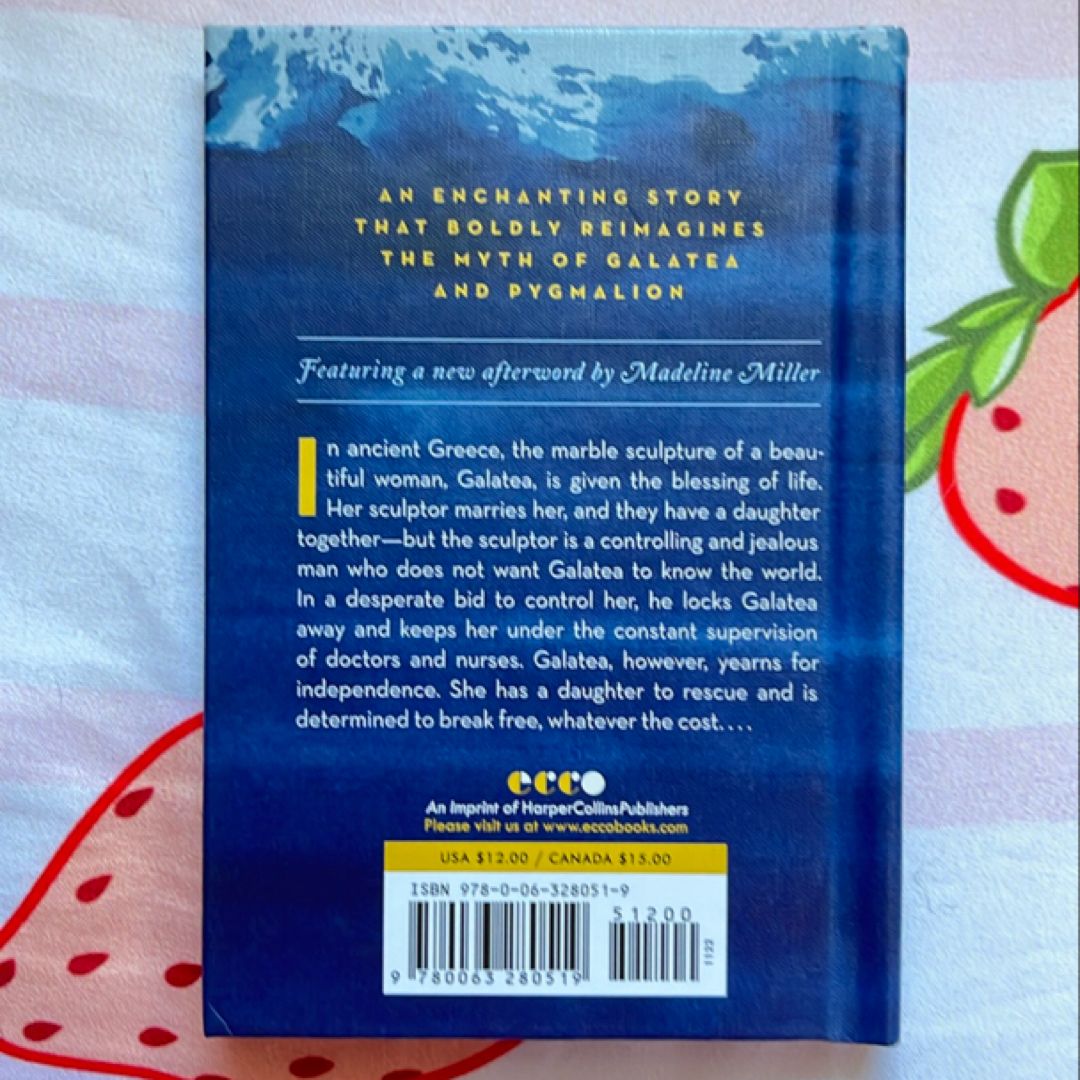 AN ENCHANTING STORY
THAT BOLDLY REIMAGINES
THE MYTH OF GALATEA
AND PYGMALION
Featuring a new afterword by Madeline Miller
In ancient Greece, the marble sculpture of a beau-
tiful woman, Galatea, is given the blessing of life.
Her sculptor marries her, and they have a daughter
together—but the sculptor is a controlling and jealous
man who does not want Galatea to know the world.
In a desperate bid to control her, he locks Galatea
away and keeps her under the constant supervision
of doctors and nurses. Galatea, however, yearns for
independence. She has a daughter to rescue and is
determined to break free, whatever the cost....
ecco
An Imprint of HarperCollinsPublishers
Please visit us at www.eccobooks.com
USA $12.00 / CANADA $15.00
ISBN 978-0-06-328051-9
51200
9 780063 280519
1122